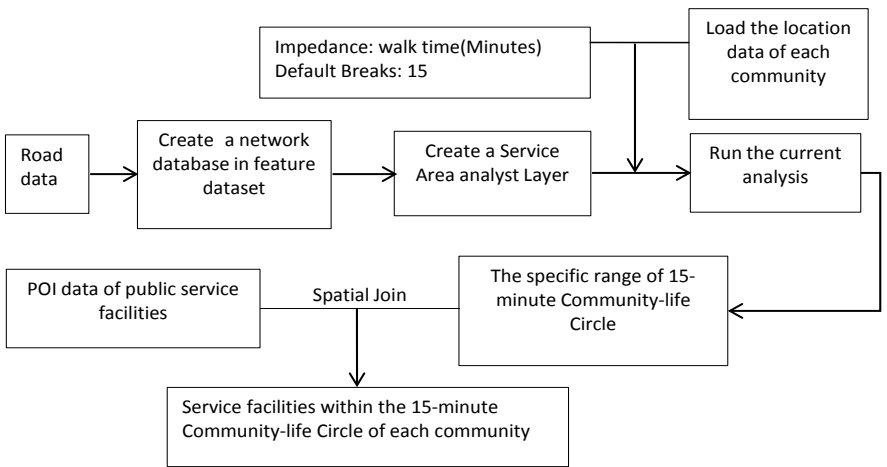 Impedance: walk time(Minutes)
Default Breaks: 15
Load the location
data of each
community
Road
data
Create a network
database in feature
dataset
Create a Service
Area analyst Layer
Run the current
analysis
POI data of public service
facilities
Spatial Join
The specific range of 15-
minute Community-life
Circle
Service facilities within the 15-minute
Community-life Circle of each community